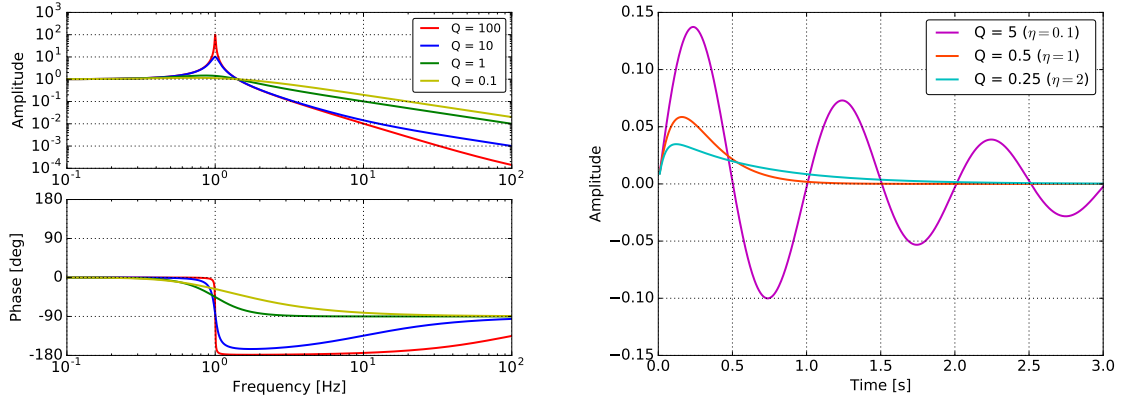 10³
10²
10¹
10⁰
10⁻¹
10⁻²
10⁻³
10⁻⁴
Amplitude
Q = 100
Q = 10
Q = 1
Q = 0.1
10⁻¹ 10⁰ 10¹ 10²
180
90
0
-90
-180
Phase [deg]
10⁻¹ 10⁰ 10¹ 10²
Frequency [Hz]
0.15
0.10
0.05
0.00
−0.05
−0.10
−0.15
Amplitude
Q = 5 (η=0.1)
Q = 0.5 (η=1)
Q = 0.25 (η=2)
0.0 0.5 1.0 1.5 2.0 2.5 3.0
Time [s]